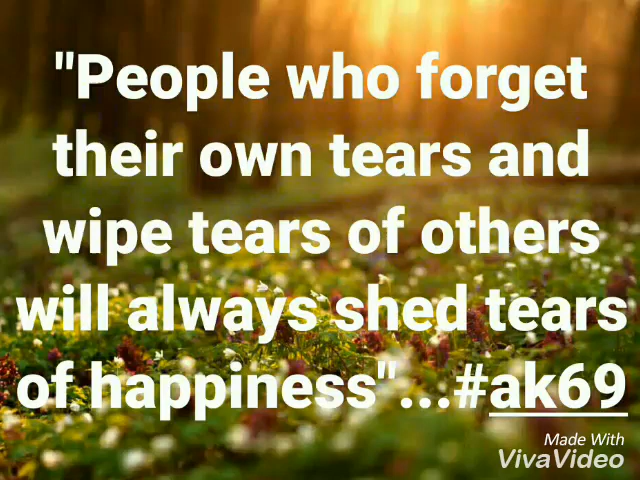 "People who forget
their own tears and
wipe tears of others
will always shed tears
of happiness"...#ak69
Made With
VivaVideo